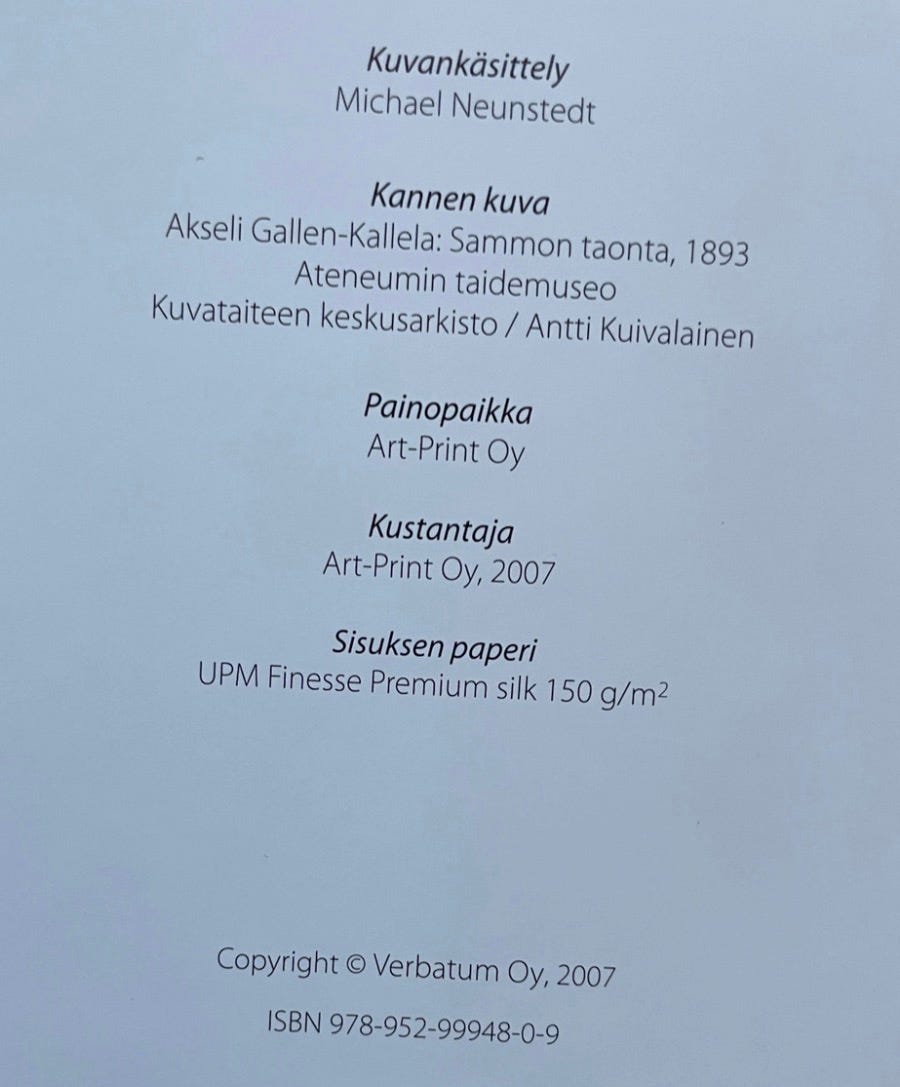 Kuvankäsittely
Michael Neunstedt
Kannen kuva
Akseli Gallen-Kallela: Sammon taonta, 1893
Ateneumin taidemuseo
Kuvataiteen keskusarkisto / Antti Kuivalainen
Painopaikka
Art-Print Oy
Kustantaja
Art-Print Oy, 2007
Sisuksen paperi
UPM Finesse Premium silk 150 g/m²
Copyright © Verbatum Oy, 2007
ISBN 978-952-99948-0-9